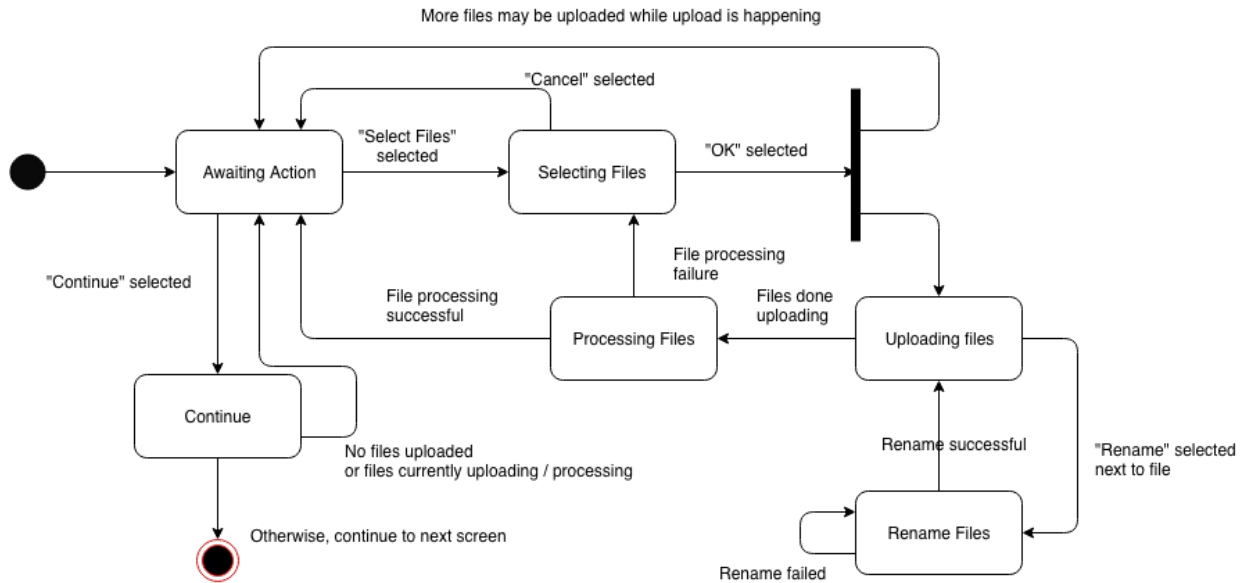 More files may be uploaded while upload is happening
"Cancel" selected
"Select Files"
selected
"OK" selected
Awaiting Action
Selecting Files
"Continue" selected
File processing
failure
File processing
successful
Files done
uploading
Processing Files
Uploading files
Continue
No files uploaded
or files currently uploading / processing
Rename successful
"Rename" selected
next to file
Otherwise, continue to next screen
Rename Files
Rename failed